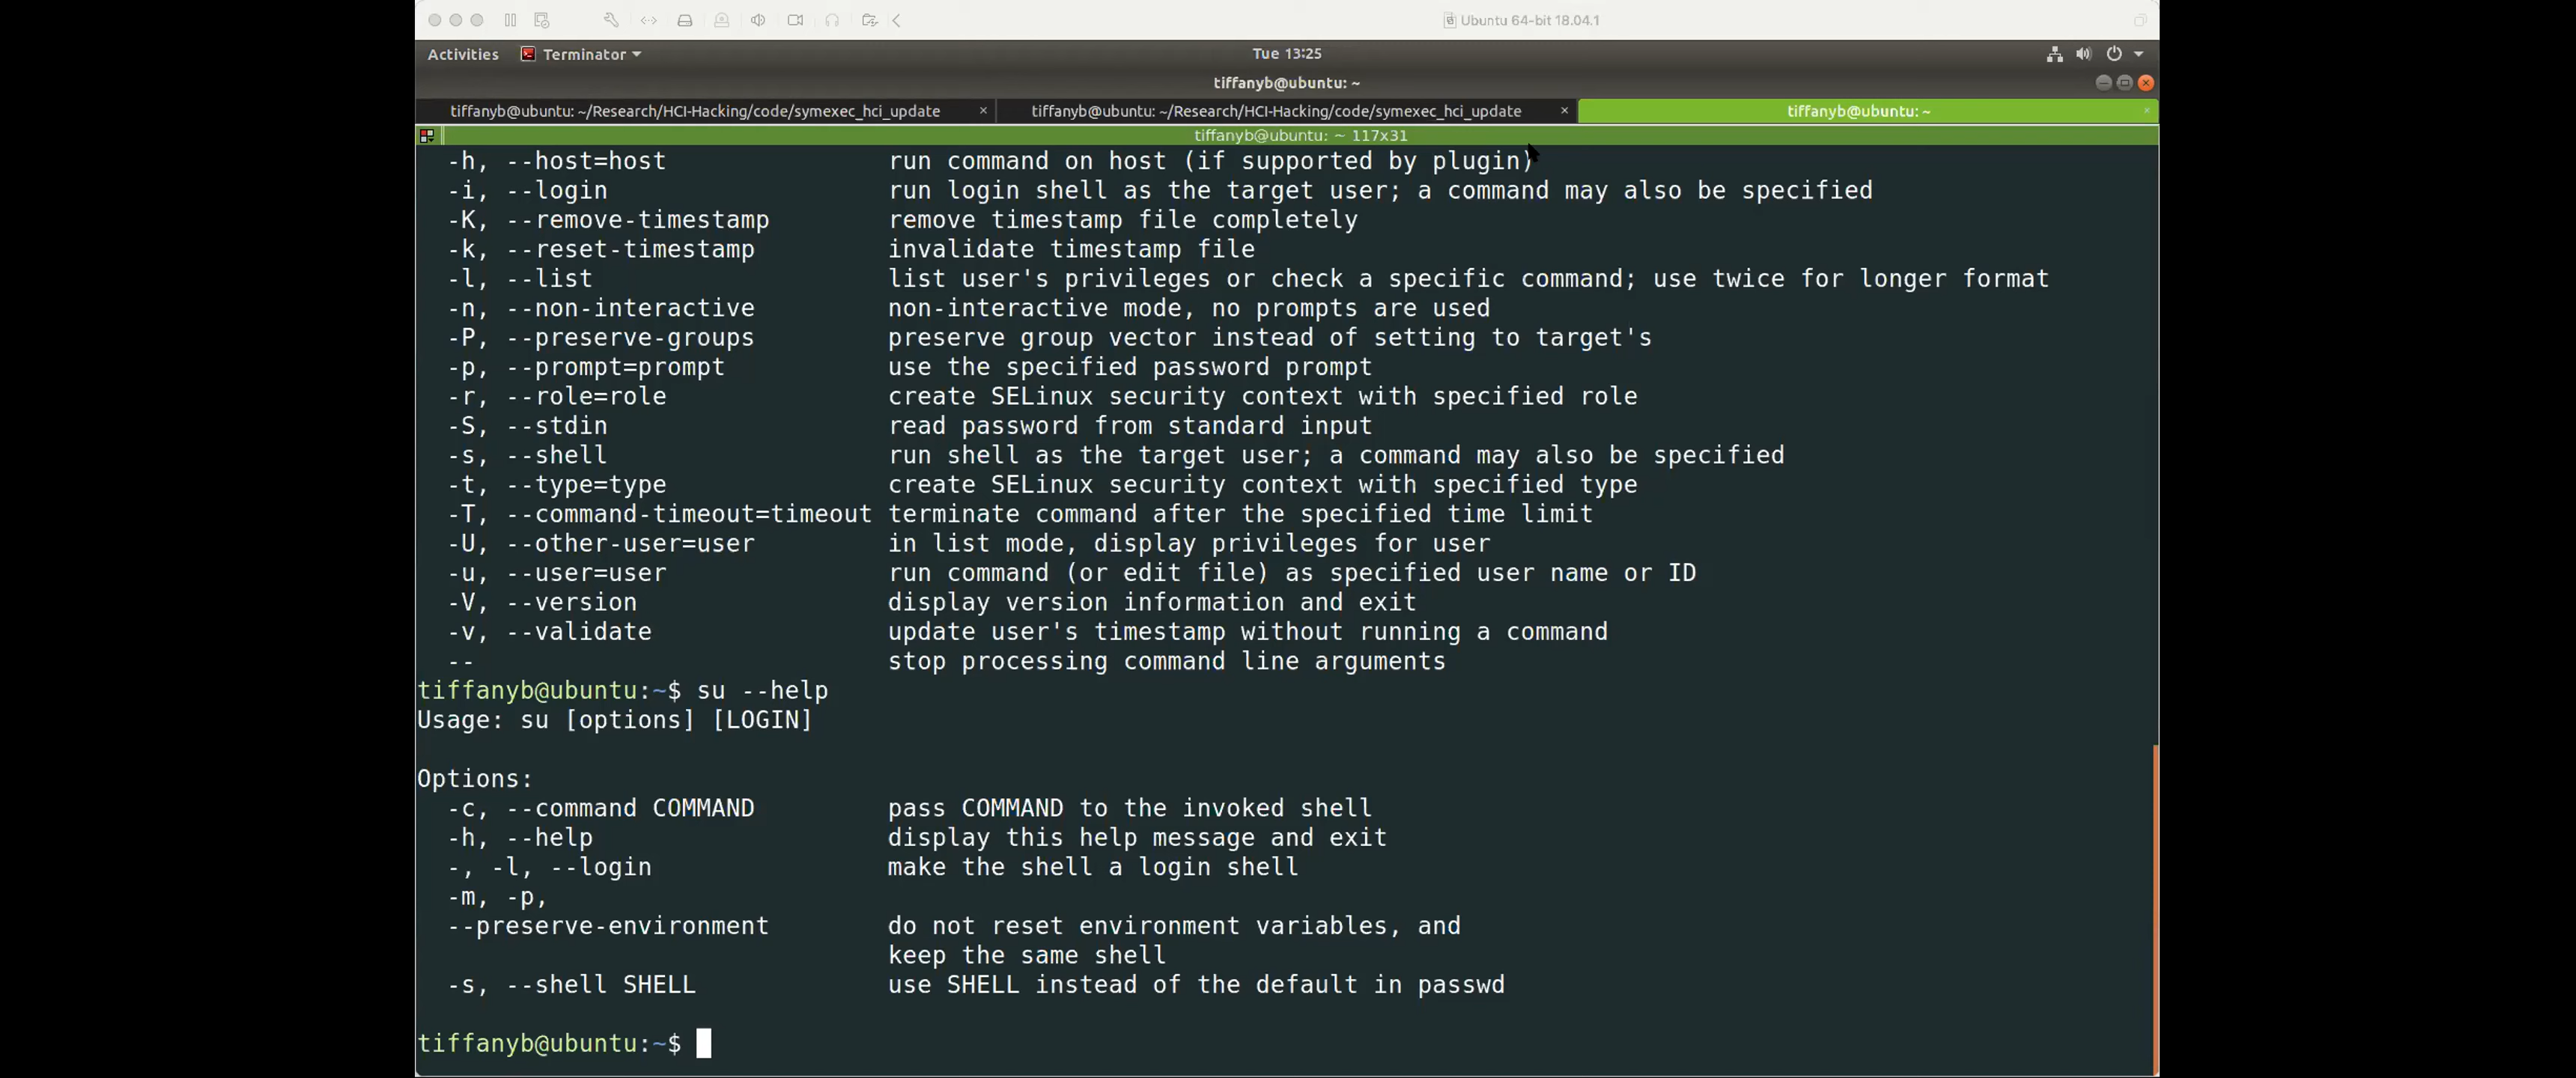 Ubuntu 64-bit 18.04.1
Activities Terminator Tue 13:25
tiffanyb@ubuntu: ~
tiffanyb@ubuntu: ~/Research/HCI-Hacking/code/symexec_hci_update × tiffanyb@ubuntu: ~/Research/HCI-Hacking/code/symexec_hci_update × tiffanyb@ubuntu: ~ ×
tiffanyb@ubuntu: ~ 117x31
  -h, --host=host               run command on host (if supported by plugin)
  -i, --login                   run login shell as the target user; a command may also be specified
  -K, --remove-timestamp        remove timestamp file completely
  -k, --reset-timestamp         invalidate timestamp file
  -l, --list                    list user's privileges or check a specific command; use twice for longer format
  -n, --non-interactive         non-interactive mode, no prompts are used
  -P, --preserve-groups         preserve group vector instead of setting to target's
  -p, --prompt=prompt           use the specified password prompt
  -r, --role=role               create SELinux security context with specified role
  -S, --stdin                   read password from standard input
  -s, --shell                   run shell as the target user; a command may also be specified
  -t, --type=type               create SELinux security context with specified type
  -T, --command-timeout=timeout terminate command after the specified time limit
  -U, --other-user=user         in list mode, display privileges for user
  -u, --user=user               run command (or edit file) as specified user name or ID
  -V, --version                 display version information and exit
  -v, --validate                update user's timestamp without running a command
  --                            stop processing command line arguments
tiffanyb@ubuntu:~$ su --help
Usage: su [options] [LOGIN]
Options:
  -c, --command COMMAND         pass COMMAND to the invoked shell
  -h, --help                    display this help message and exit
  -, -l, --login                make the shell a login shell
  -m, -p,
  --preserve-environment        do not reset environment variables, and
                                keep the same shell
  -s, --shell SHELL             use SHELL instead of the default in passwd
tiffanyb@ubuntu:~$